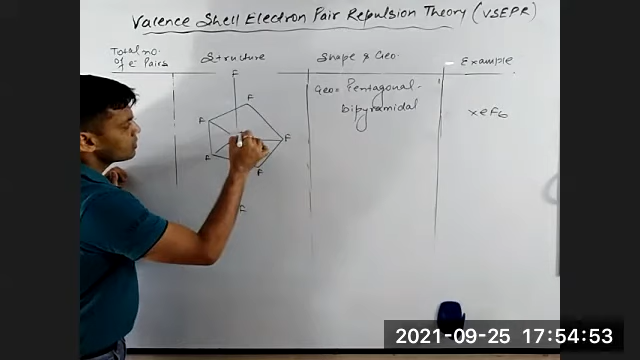 Valence Shell Electron Pair Repulsion Theory (VSEPR)
Total no. of e⁻ Pairs
Structure
Shape & Geo.
Example
F
F
F
F
F
F
F
Geo = Pentagonal-
bipyramidal
XeF6
2021-09-25 17:54:53